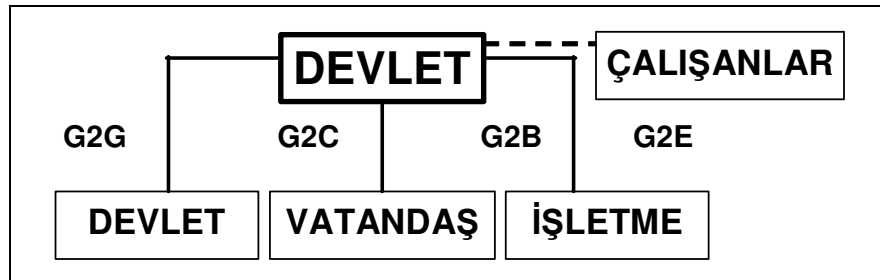 DEVLET
ÇALIŞANLAR
G2G
G2C
G2B
G2E
DEVLET
VATANDAŞ
İŞLETME